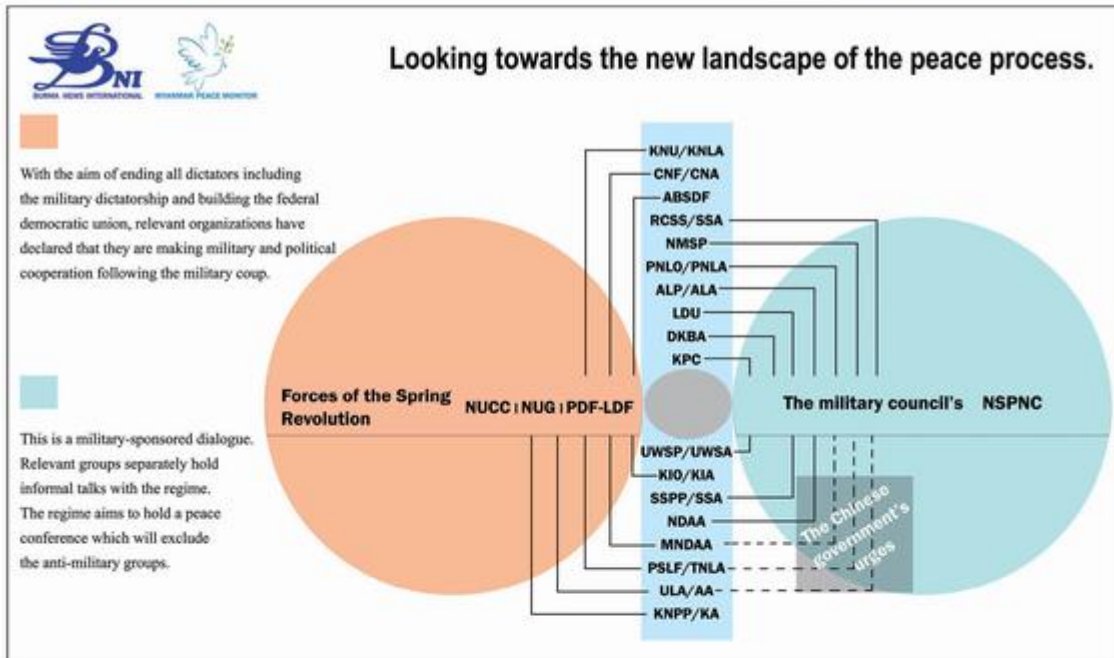 BNI
BURMA NEWS INTERNATIONAL
MYANMAR PEACE MONITOR
Looking towards the new landscape of the peace process.
With the aim of ending all dictators including
the military dictatorship and building the federal
democratic union, relevant organizations have
declared that they are making military and political
cooperation following the military coup.
KNU/KNLA
CNF/CNA
ABSDF
RCSS/SSA
NMSP
PNLO/PNLA
ALP/ALA
LDU
DKBA
KPC
Forces of the Spring
Revolution
NUCC | NUG | PDF-LDF
The military council's NSPNC
This is a military-sponsored dialogue.
Relevant groups separately hold
informal talks with the regime.
The regime aims to hold a peace
conference which will exclude
the anti-military groups.
UWSP/UWSA
KIO/KIA
SSPP/SSA
NDAA
MNDAA
PSLF/TNLA
ULA/AA
KNPP/KA
The Chinese
government's
urges